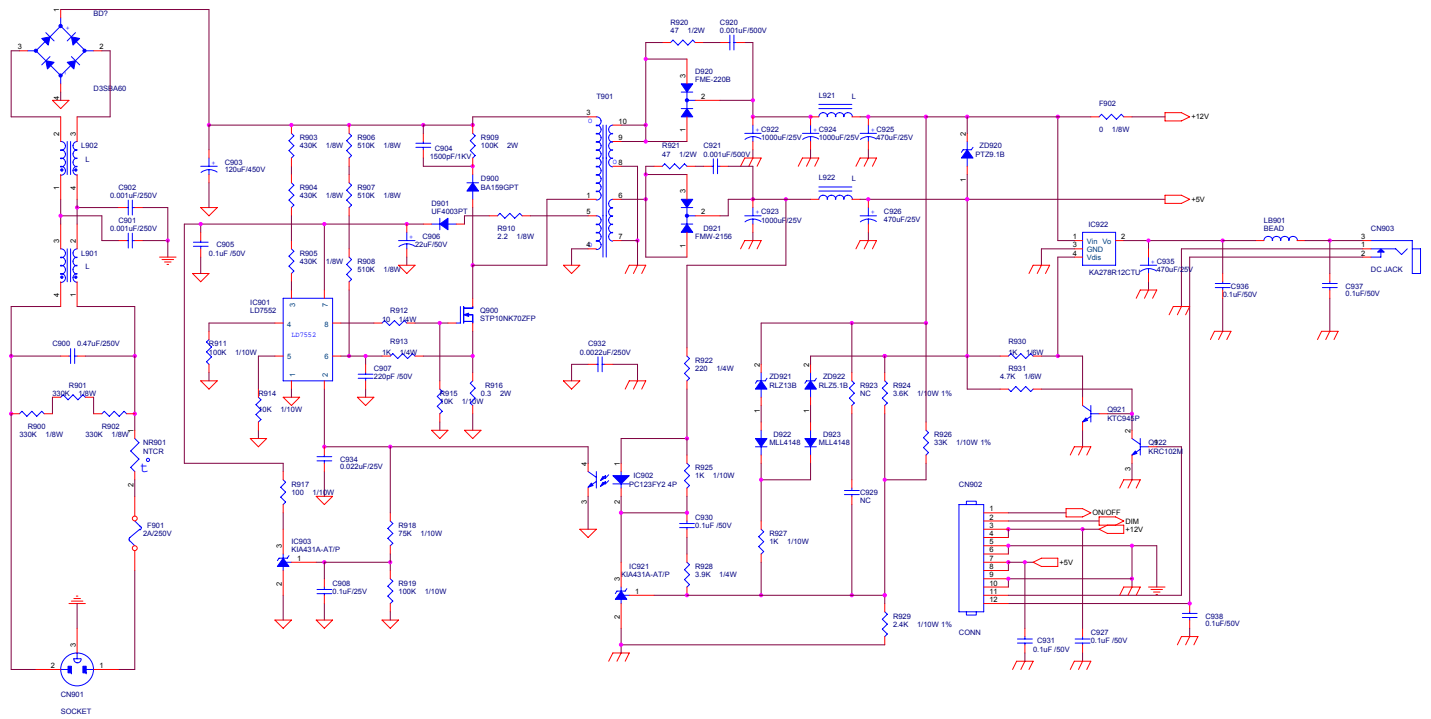 BD?
D3SBA60
L902
L
C902
0.001uF/250V
C901
0.001uF/250V
L901
L
C900 0.47uF/250V
R901
330K 1/8W
R900
330K 1/8W
R902
330K 1/8W
NR901
NTCR
t
F901
2A/250V
CN901
SOCKET
C903
120uF/450V
R903
430K 1/8W
R906
510K 1/8W
R904
430K 1/8W
R907
510K 1/8W
R905
430K 1/8W
R908
510K 1/8W
C904
1500pF/1KV
R909
100K 2W
D900
BA159GPT
D901
UF4003PT
C905
0.1uF /50V
C906
22uF/50V
R910
2.2 1/8W
IC901
LD7552
LD7552
R911
100K 1/10W
R914
10K 1/10W
R912
10 1/4W
R913
1K 1/4W
C907
220pF /50V
Q900
STP10NK70ZFP
R915
10K 1/10W
R916
0.3 2W
C934
0.022uF/25V
R917
100 1/10W
R918
75K 1/10W
IC903
KIA431A-AT/P
C908
0.1uF/25V
R919
100K 1/10W
T901
R920
47 1/2W
C920
0.001uF/500V
D920
FME-220B
R921
47 1/2W
C921
0.001uF/500V
D921
FMW-2156
L921 L
C922
1000uF/25V
C924
1000uF/25V
C925
470uF/25V
L922 L
C923
1000uF/25V
C926
470uF/25V
ZD920
PTZ9.1B
F902
0 1/8W
+12V
+5V
IC922
Vin Vo
GND
Vdis
KA278R12CTU
C935
470uF/25V
LB901
BEAD
CN903
DC JACK
C936
0.1uF/50V
C937
0.1uF/50V
C932
0.0022uF/250V
R922
220 1/4W
ZD921
RLZ13B
ZD922
RLZ5.1B
R923
NC
R924
3.6K 1/10W 1%
D922
MLL4148
D923
MLL4148
R926
33K 1/10W 1%
R930
1K 1/6W
R931
4.7K 1/6W
Q921
KTC945P
Q922
KRC102M
IC902
PC123FY2 4P
R925
1K 1/10W
C930
0.1uF /50V
C929
NC
R927
1K 1/10W
R928
3.9K 1/4W
IC921
KIA431A-AT/P
R929
2.4K 1/10W 1%
CN902
1
2
3
4
5
6
7
8
9
10
11
12
CONN
ON/OFF
DIM
+12V
+5V
C931
0.1uF /50V
C927
0.1uF /50V
C938
0.1uF/50V